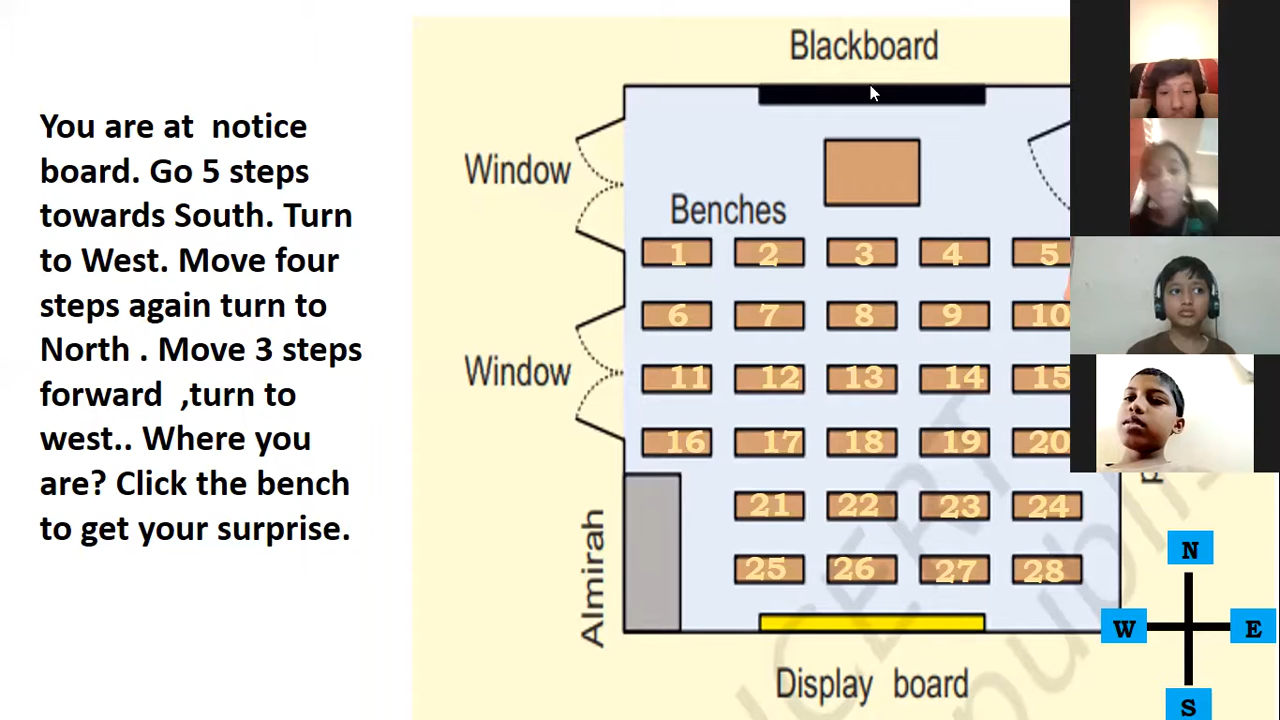 You are at notice
board. Go 5 steps
towards South. Turn
to West. Move four
steps again turn to
North . Move 3 steps
forward ,turn to
west.. Where you
are? Click the bench
to get your surprise.
Blackboard
Window
Benches
1 2 3 4 5
6 7 8 9 10
Window
11 12 13 14 15
16 17 18 19 20
21 22 23 24
25 26 27 28
Almirah
Display board
N
W E
S